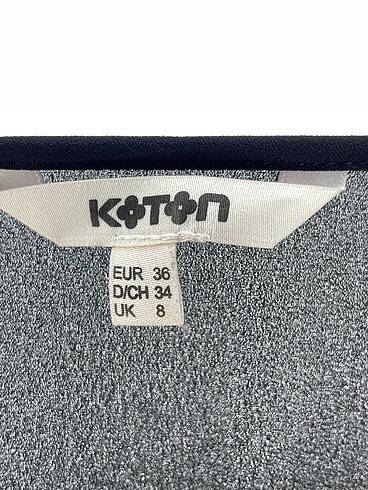 KOTON
EUR 36
D/CH 34
UK 8